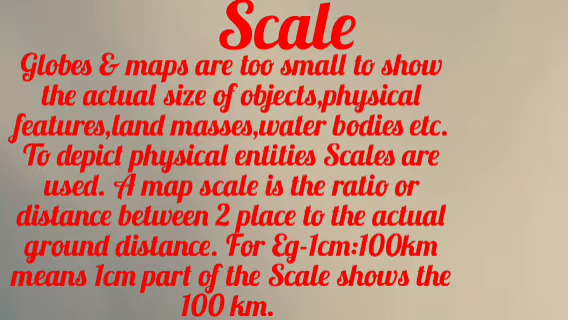 Scale
Globes & maps are too small to show
the actual size of objects,physical
features,land masses,water bodies etc.
To depict physical entities Scales are
used. A map scale is the ratio or
distance between 2 place to the actual
ground distance. For Eg-1cm:100km
means 1cm part of the Scale shows the
100 km.